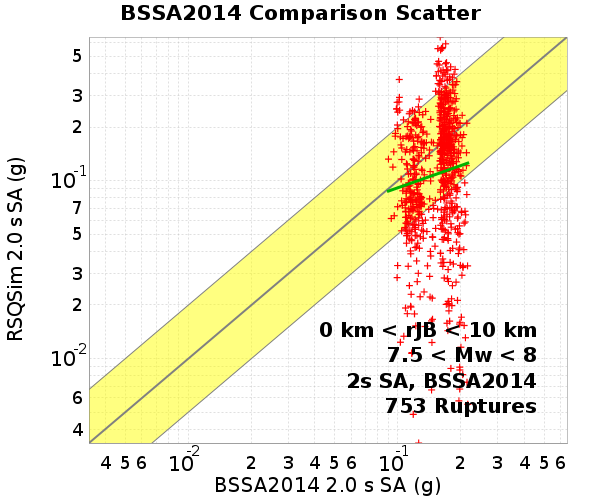 BSSA2014 Comparison Scatter
RSQSim 2.0 s SA (g)
5
3
2
10-1
7
5
3
2
10-2
6
4
0 km < rJB < 10 km
7.5 < Mw < 8
2s SA, BSSA2014
753 Ruptures
4 5 6 10-2 2 3 4 5 6 10-1 2 3 4 5 6
BSSA2014 2.0 s SA (g)